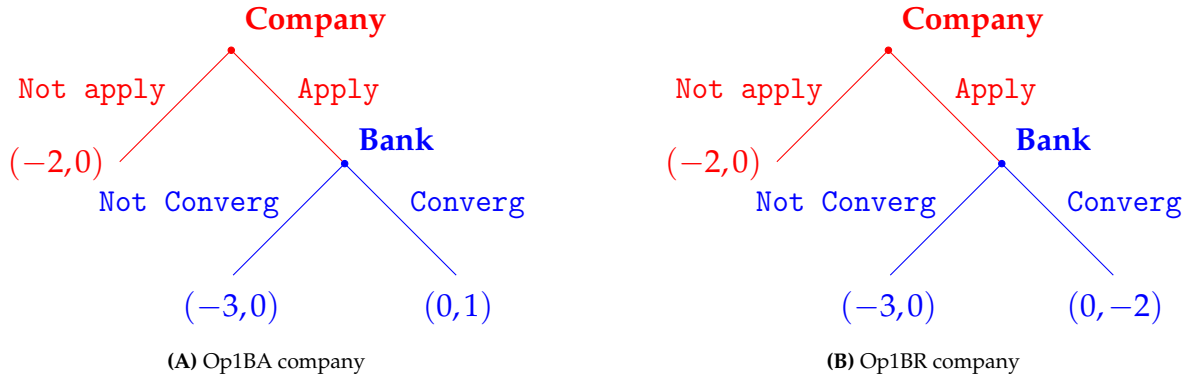 Company
Not apply
Apply
Bank
(−2,0)
Not Converg
Converg
(−3,0)
(0,1)
(A) Op1BA company
Company
Not apply
Apply
Bank
(−2,0)
Not Converg
Converg
(−3,0)
(0,−2)
(B) Op1BR company